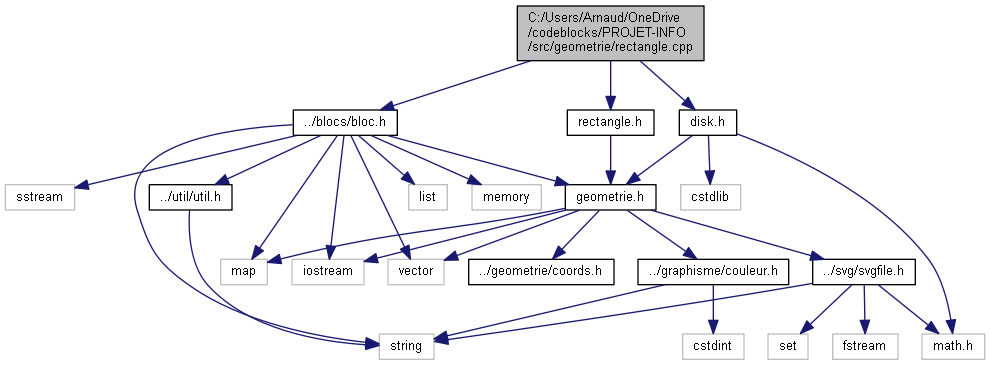 C:/Users/Arnaud/OneDrive
/codeblocks/PROJET-INFO
/src/geometrie/rectangle.cpp
../blocs/bloc.h
rectangle.h
disk.h
sstream
../util/util.h
list
memory
geometrie.h
cstdlib
map
iostream
vector
../geometrie/coords.h
../graphisme/couleur.h
../svg/svgfile.h
string
cstdint
set
fstream
math.h